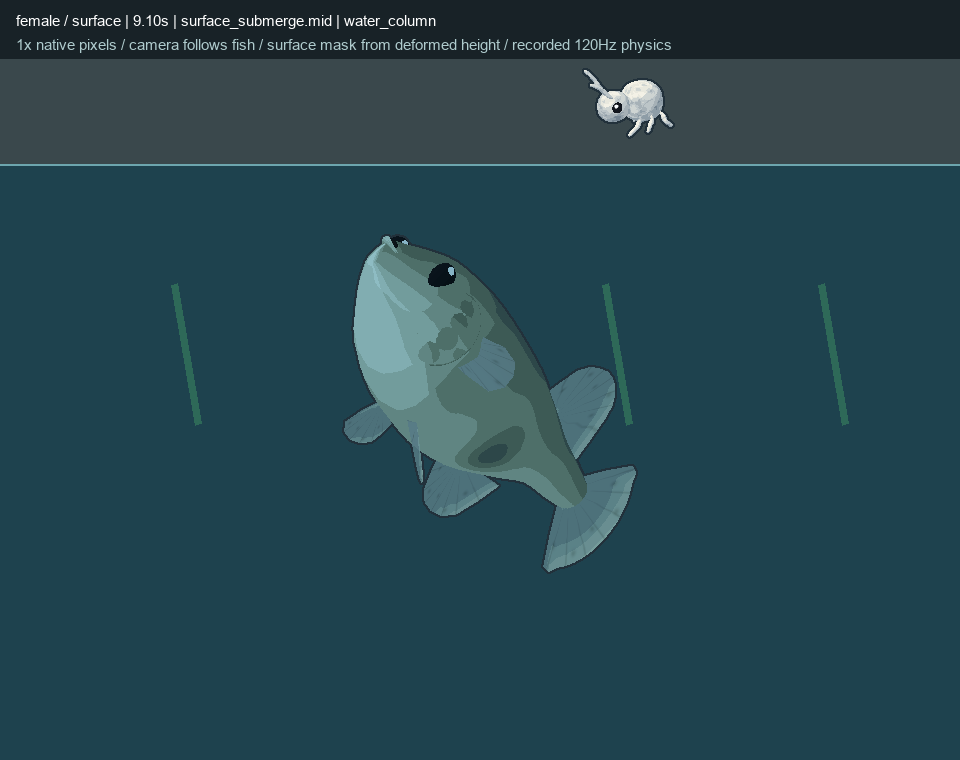 female / surface | 9.10s | surface_submerge.mid | water_column
1x native pixels / camera follows fish / surface mask from deformed height / recorded 120Hz physics